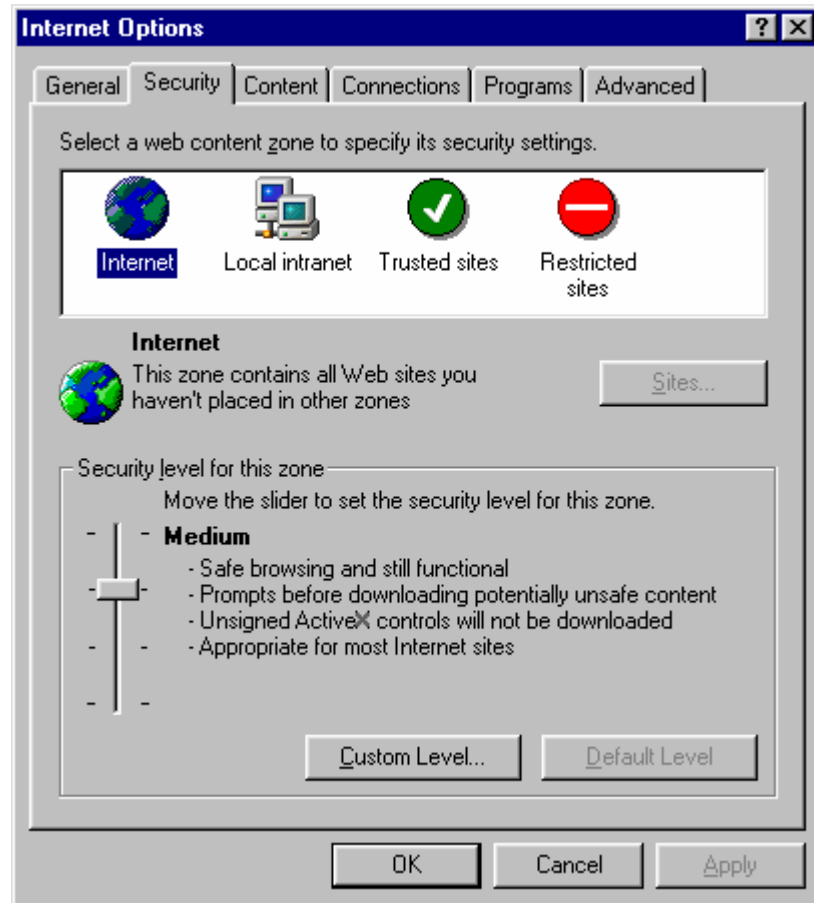 Internet Options
General Security Content Connections Programs Advanced
Select a web content zone to specify its security settings.
Internet Local intranet Trusted sites Restricted
sites
Internet
This zone contains all Web sites you
haven't placed in other zones
Sites...
Security level for this zone
Move the slider to set the security level for this zone.
Medium
- Safe browsing and still functional
- Prompts before downloading potentially unsafe content
- Unsigned ActiveX controls will not be downloaded
- Appropriate for most Internet sites
Custom Level... Default Level
OK Cancel Apply